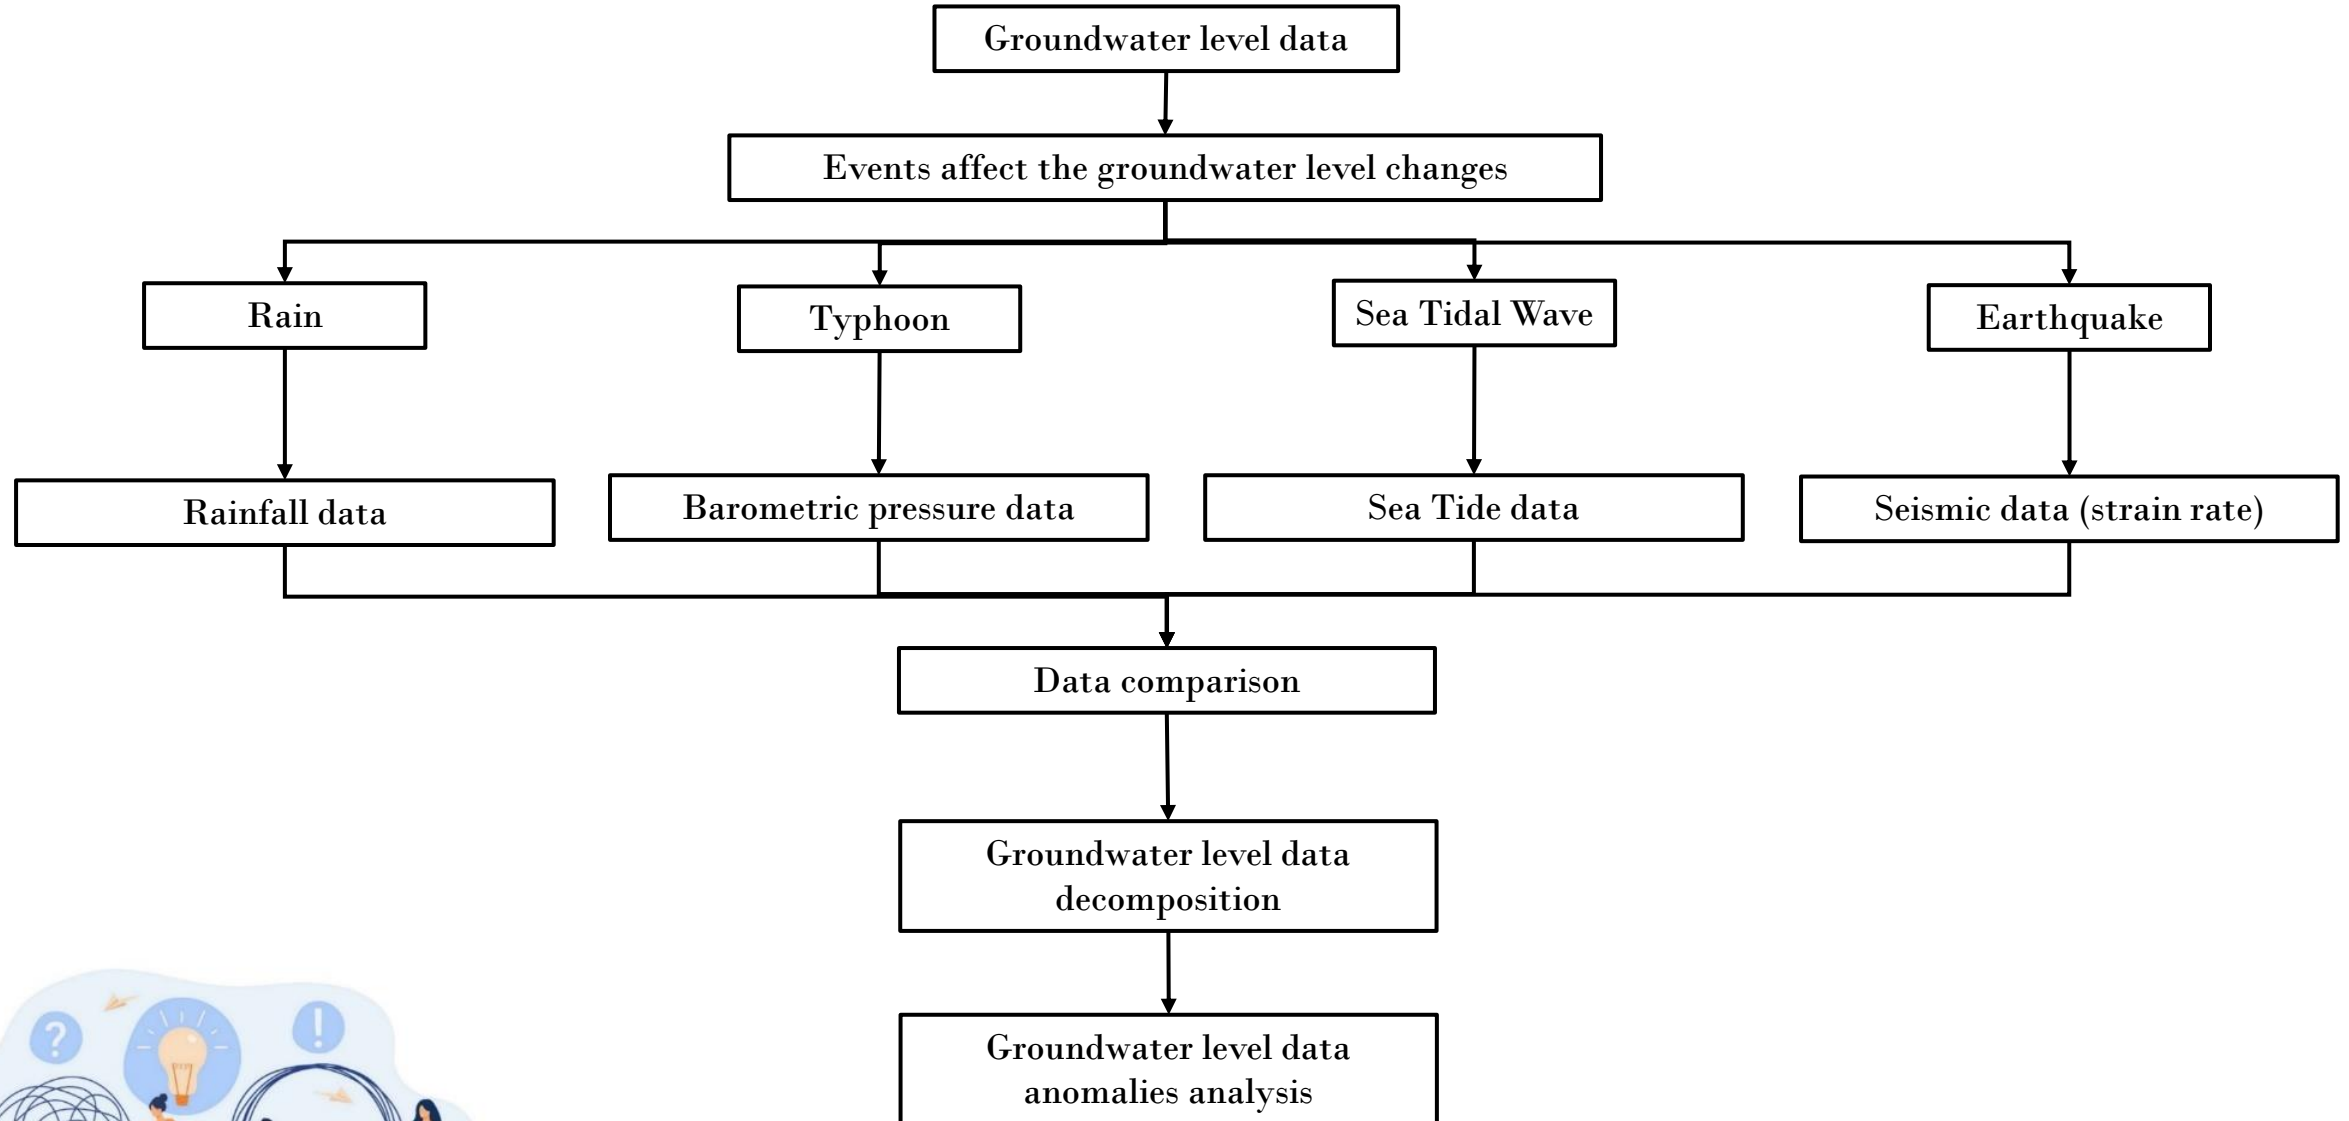 Groundwater level data
Events affect the groundwater level changes
Rain
Typhoon
Sea Tidal Wave
Earthquake
Rainfall data
Barometric pressure data
Sea Tide data
Seismic data (strain rate)
Data comparison
Groundwater level data
decomposition
Groundwater level data
anomalies analysis
?
!